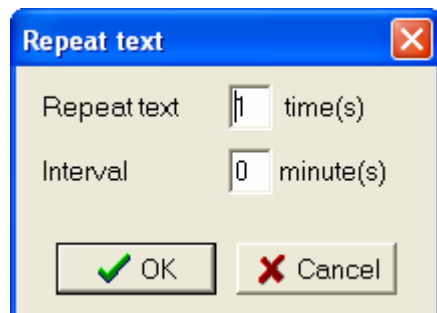 Repeat text
Repeat text 1 time(s)
Interval 0 minute(s)
OK Cancel